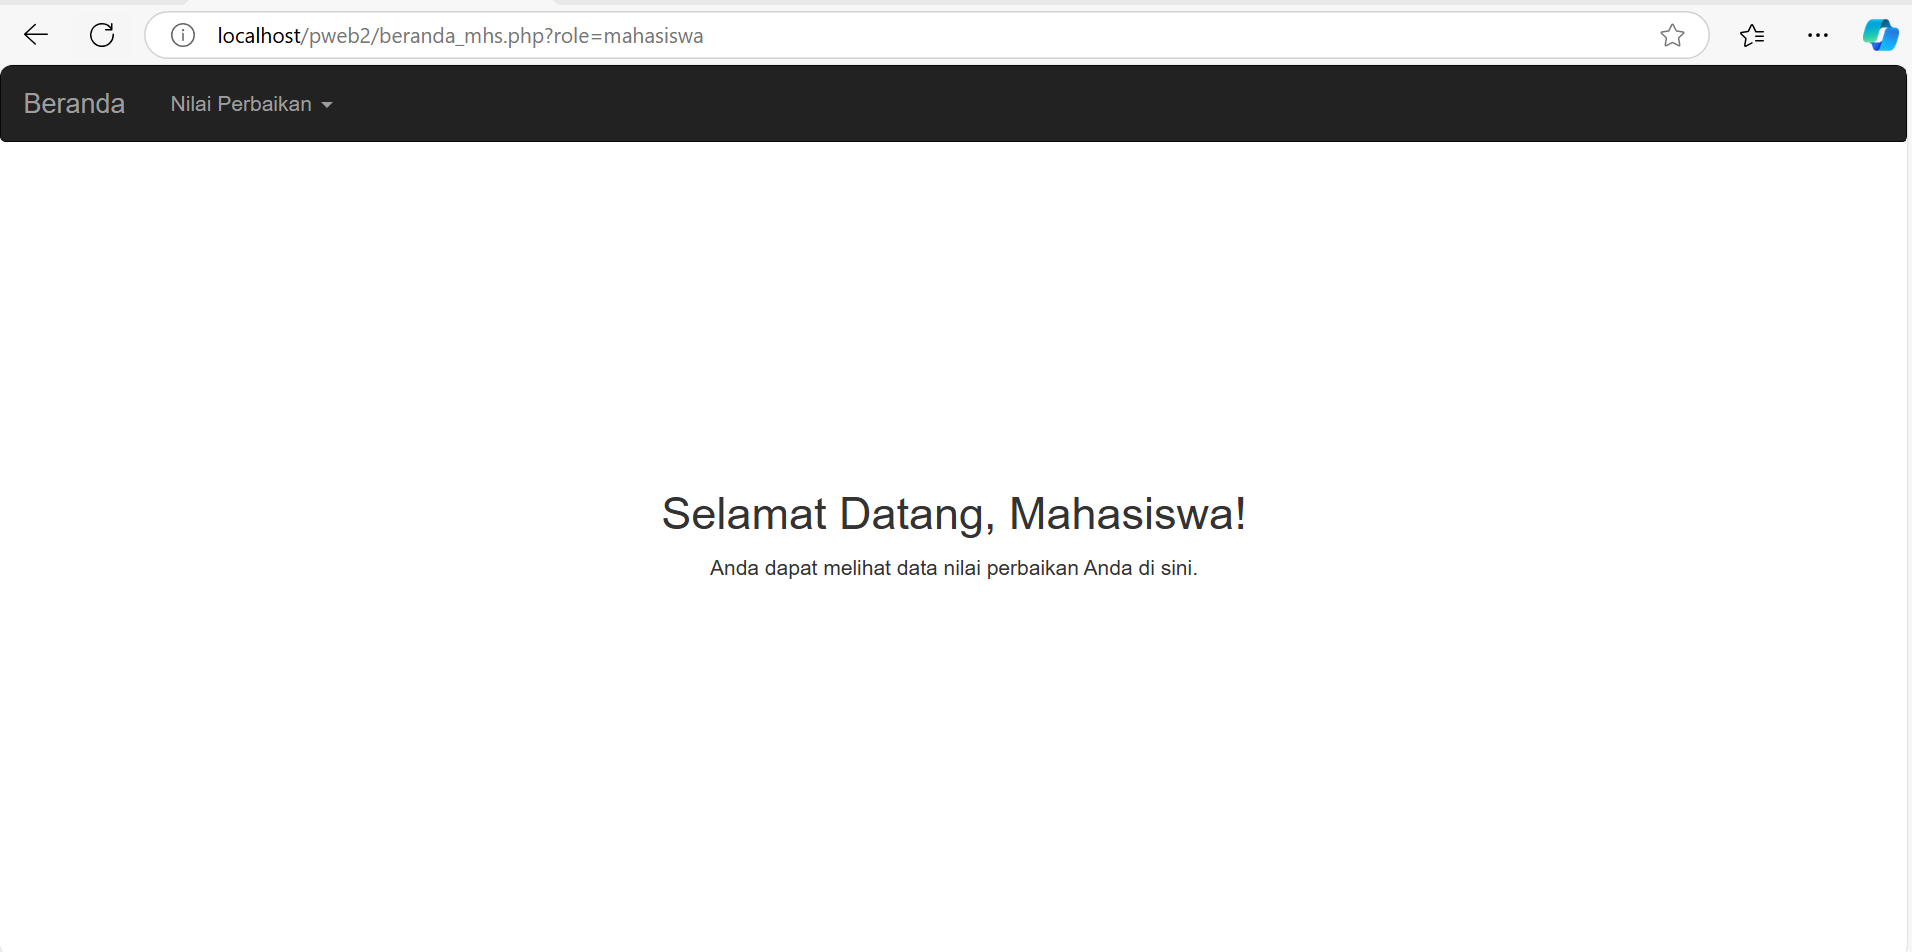 localhost/pweb2/beranda_mhs.php?role=mahasiswa
Beranda Nilai Perbaikan
Selamat Datang, Mahasiswa!
Anda dapat melihat data nilai perbaikan Anda di sini.